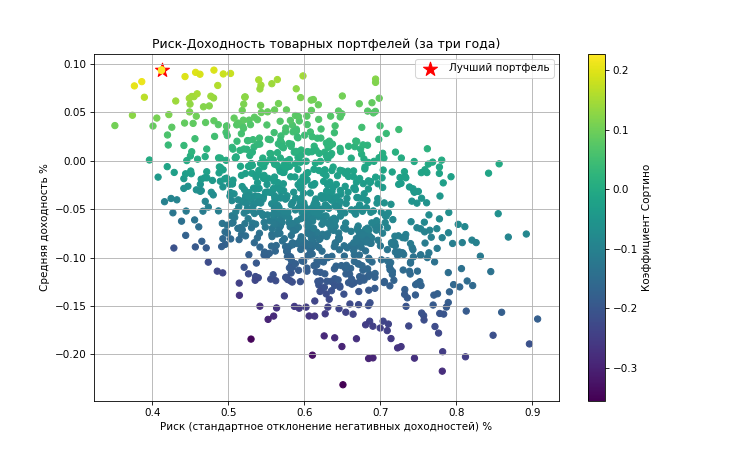 Риск-Доходность товарных портфелей (за три года)
Лучший портфель
Средняя доходность %
0.10
0.05
0.00
−0.05
−0.10
−0.15
−0.20
0.4 0.5 0.6 0.7 0.8 0.9
Риск (стандартное отклонение негативных доходностей) %
0.2
0.1
0.0
−0.1
−0.2
−0.3
Коэффициент Сортино